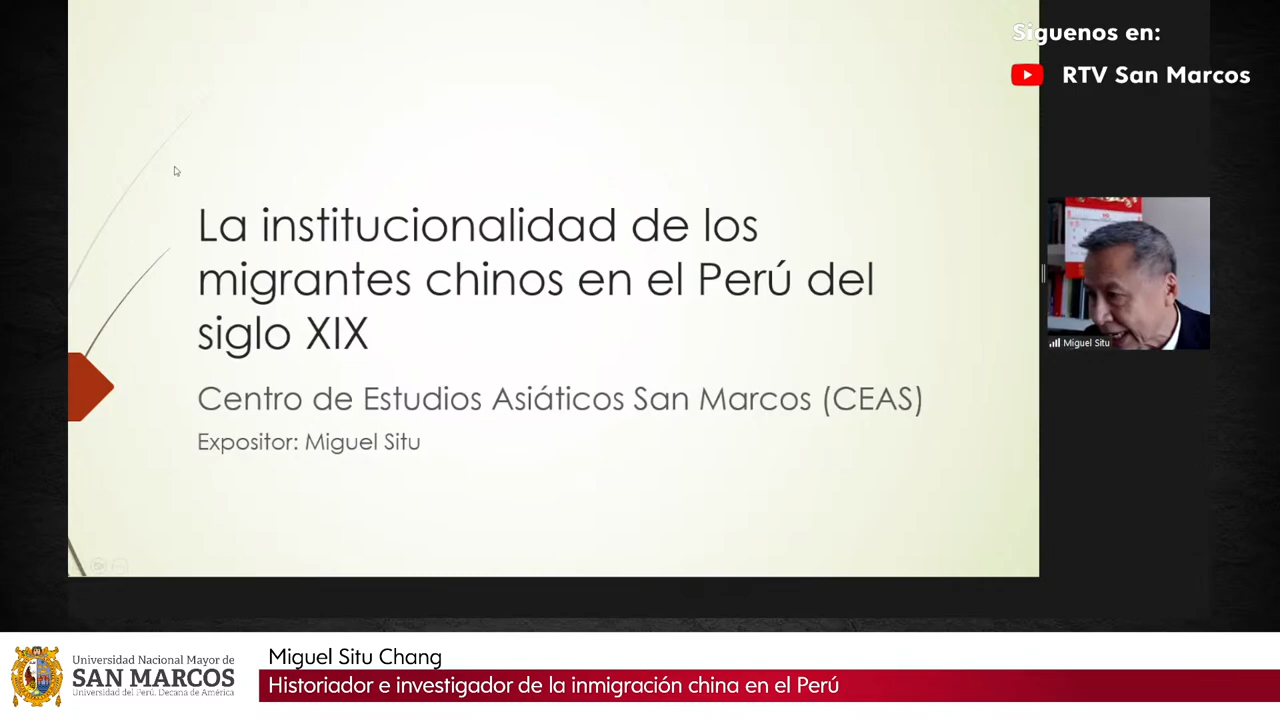 Siguenos en:
RTV San Marcos
La institucionalidad de los
migrantes chinos en el Perú del
siglo XIX
Centro de Estudios Asiáticos San Marcos (CEAS)
Expositor: Miguel Situ
Miguel Situ
Universidad Nacional Mayor de
SAN MARCOS
Universidad del Perú. Decana de América
Miguel Situ Chang
Historiador e investigador de la inmigración china en el Perú